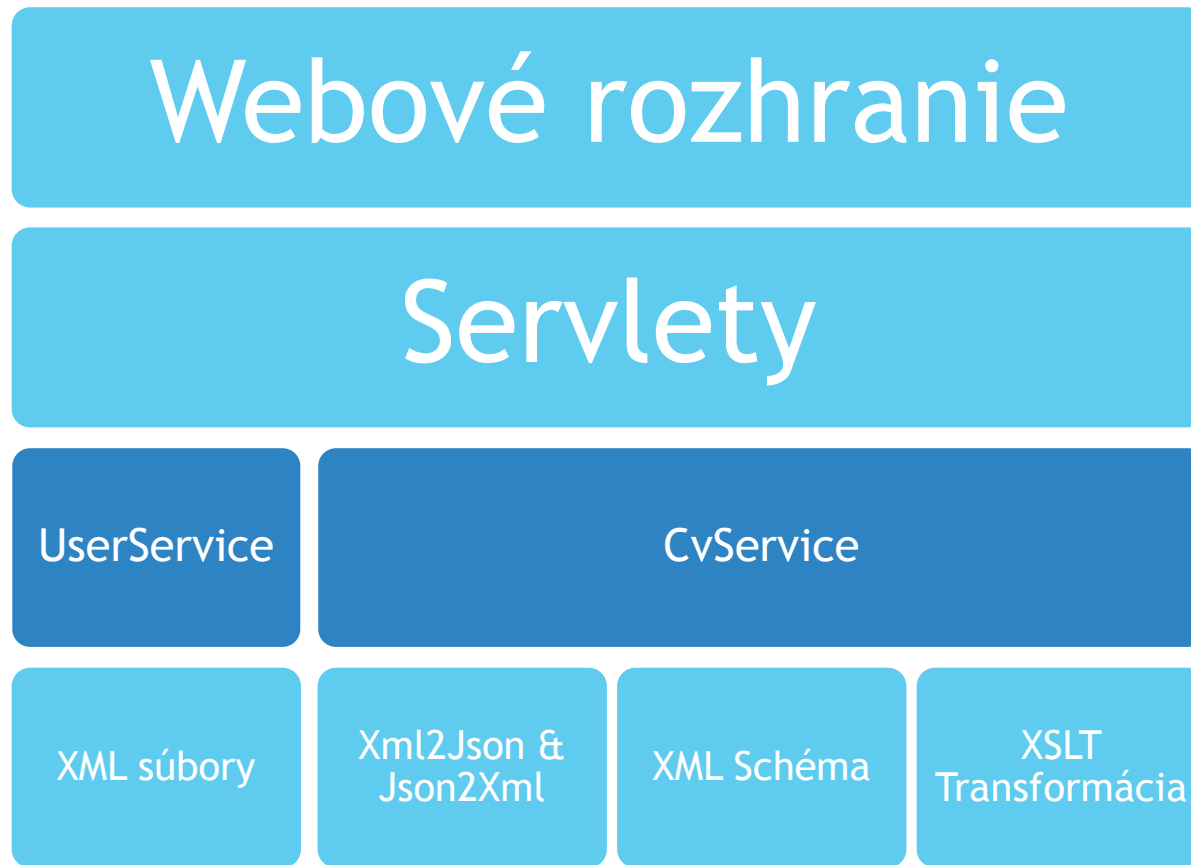 Webové rozhranie
Servlety
UserService
CvService
XML súbory
Xml2Json &
Json2Xml
XML Schéma
XSLT
Transformácia